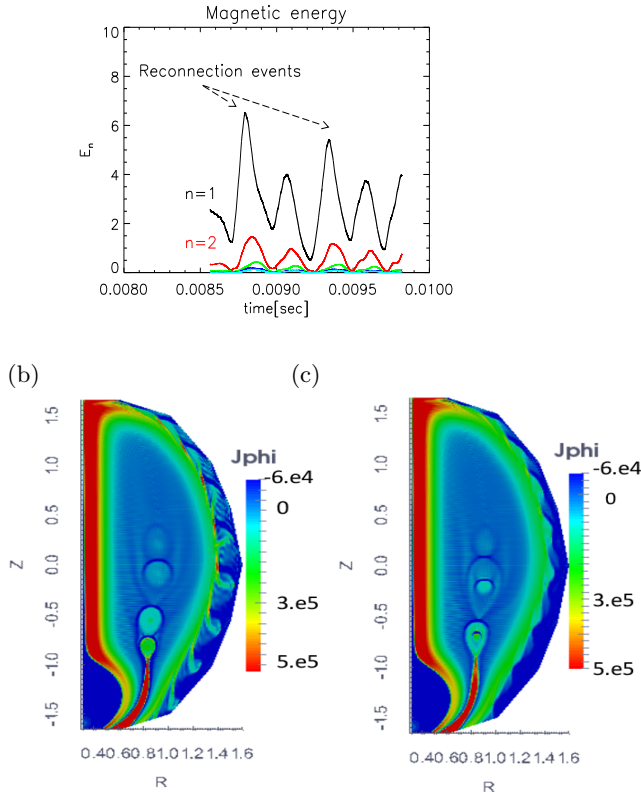 Magnetic energy
10
8
6
4
2
0
E_n
Reconnection events
n=1
n=2
0.0080 0.0085 0.0090 0.0095 0.0100
time[sec]
(b)
1.5
1.0
0.5
0.0
-0.5
-1.0
-1.5
Z
Jphi
-6.e4
0
3.e5
5.e5
0.40.60.81.01.21.41.6
R
(c)
1.5
1.0
0.5
0.0
-0.5
-1.0
-1.5
Z
Jphi
-6.e4
0
3.e5
5.e5
0.40.60.81.01.21.41.6
R